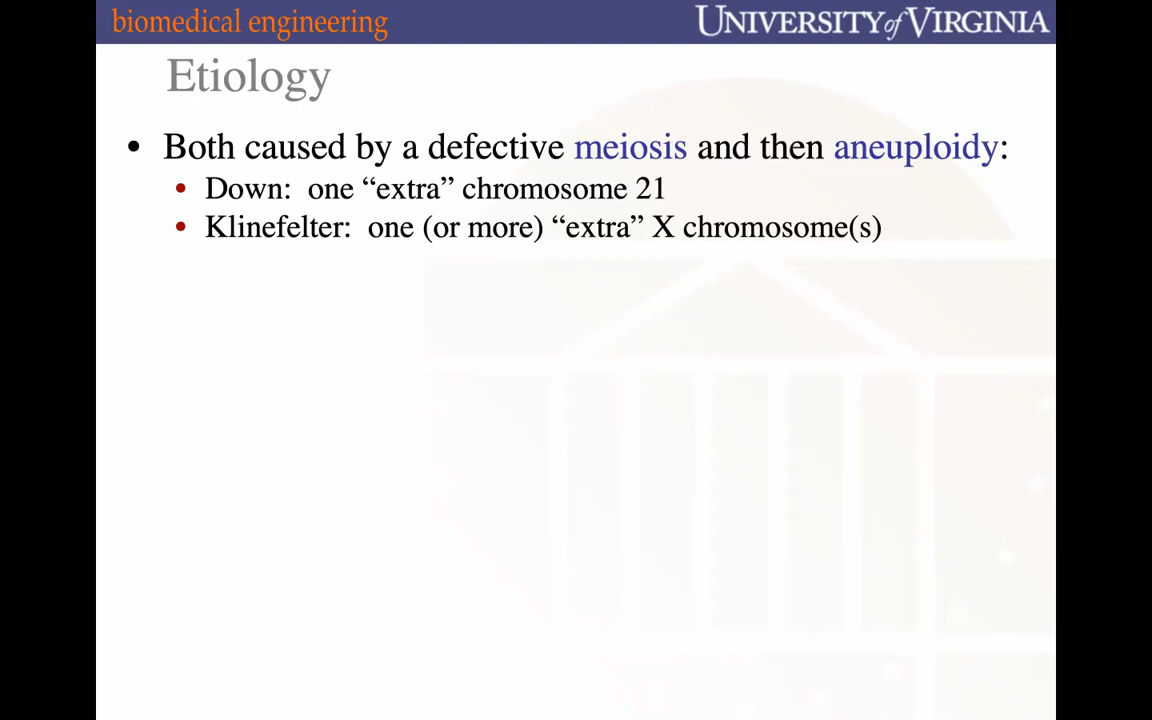 biomedical engineering
UNIVERSITY of VIRGINIA
Etiology
• Both caused by a defective meiosis and then aneuploidy:
• Down: one “extra” chromosome 21
• Klinefelter: one (or more) “extra” X chromosome(s)